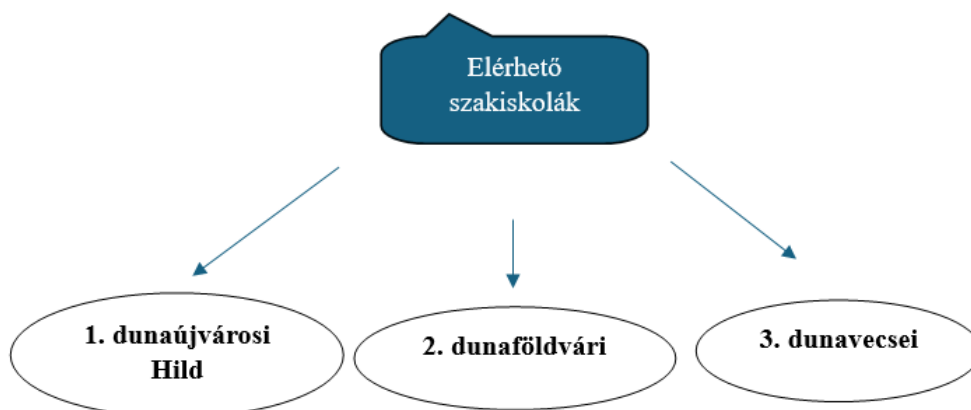 Elérhető
szakiskolák
1. dunaújvárosi
Hild
2. dunaföldvári
3. dunavecsei